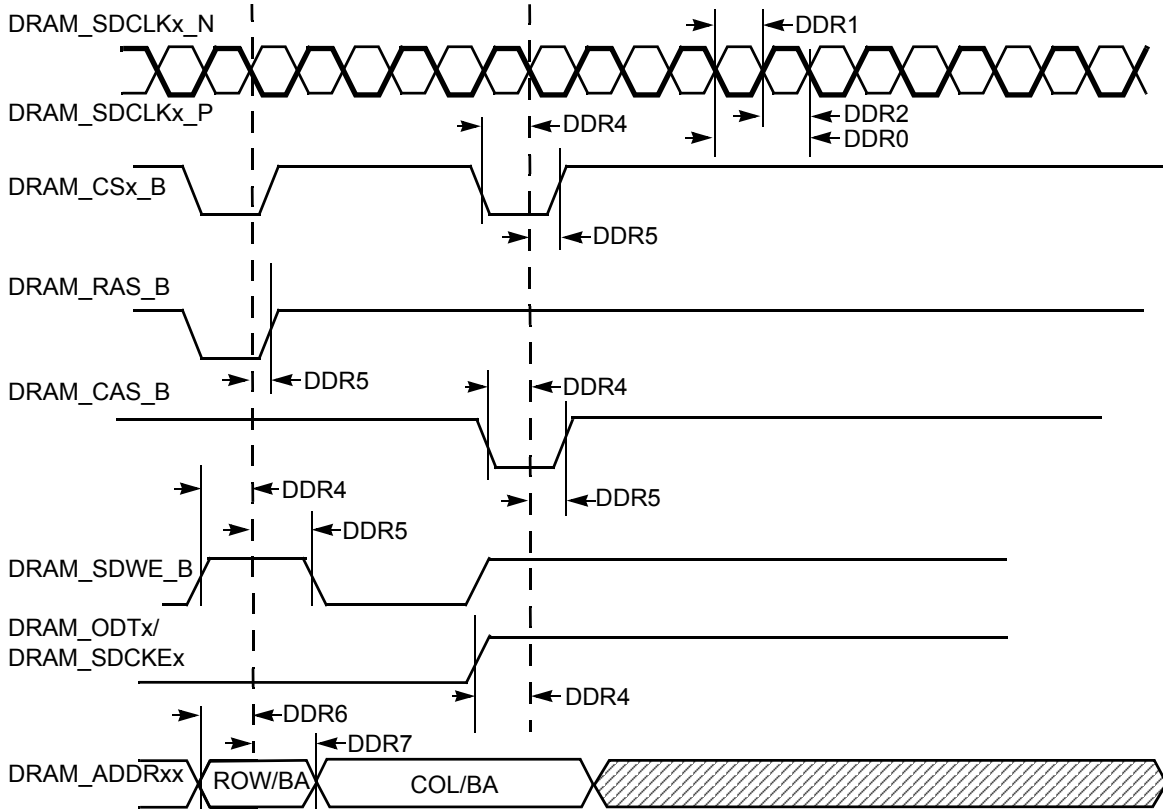 DRAM_SDCLKx_N
DDR1
DRAM_SDCLKx_P
DDR4
DDR2
DDR0
DRAM_CSx_B
DDR5
DRAM_RAS_B
DDR5
DDR4
DRAM_CAS_B
DDR4
DDR5
DDR5
DRAM_SDWE_B
DRAM_ODTx/
DRAM_SDCKEx
DDR4
DDR6
DDR7
DRAM_ADDRxx
ROW/BA
COL/BA